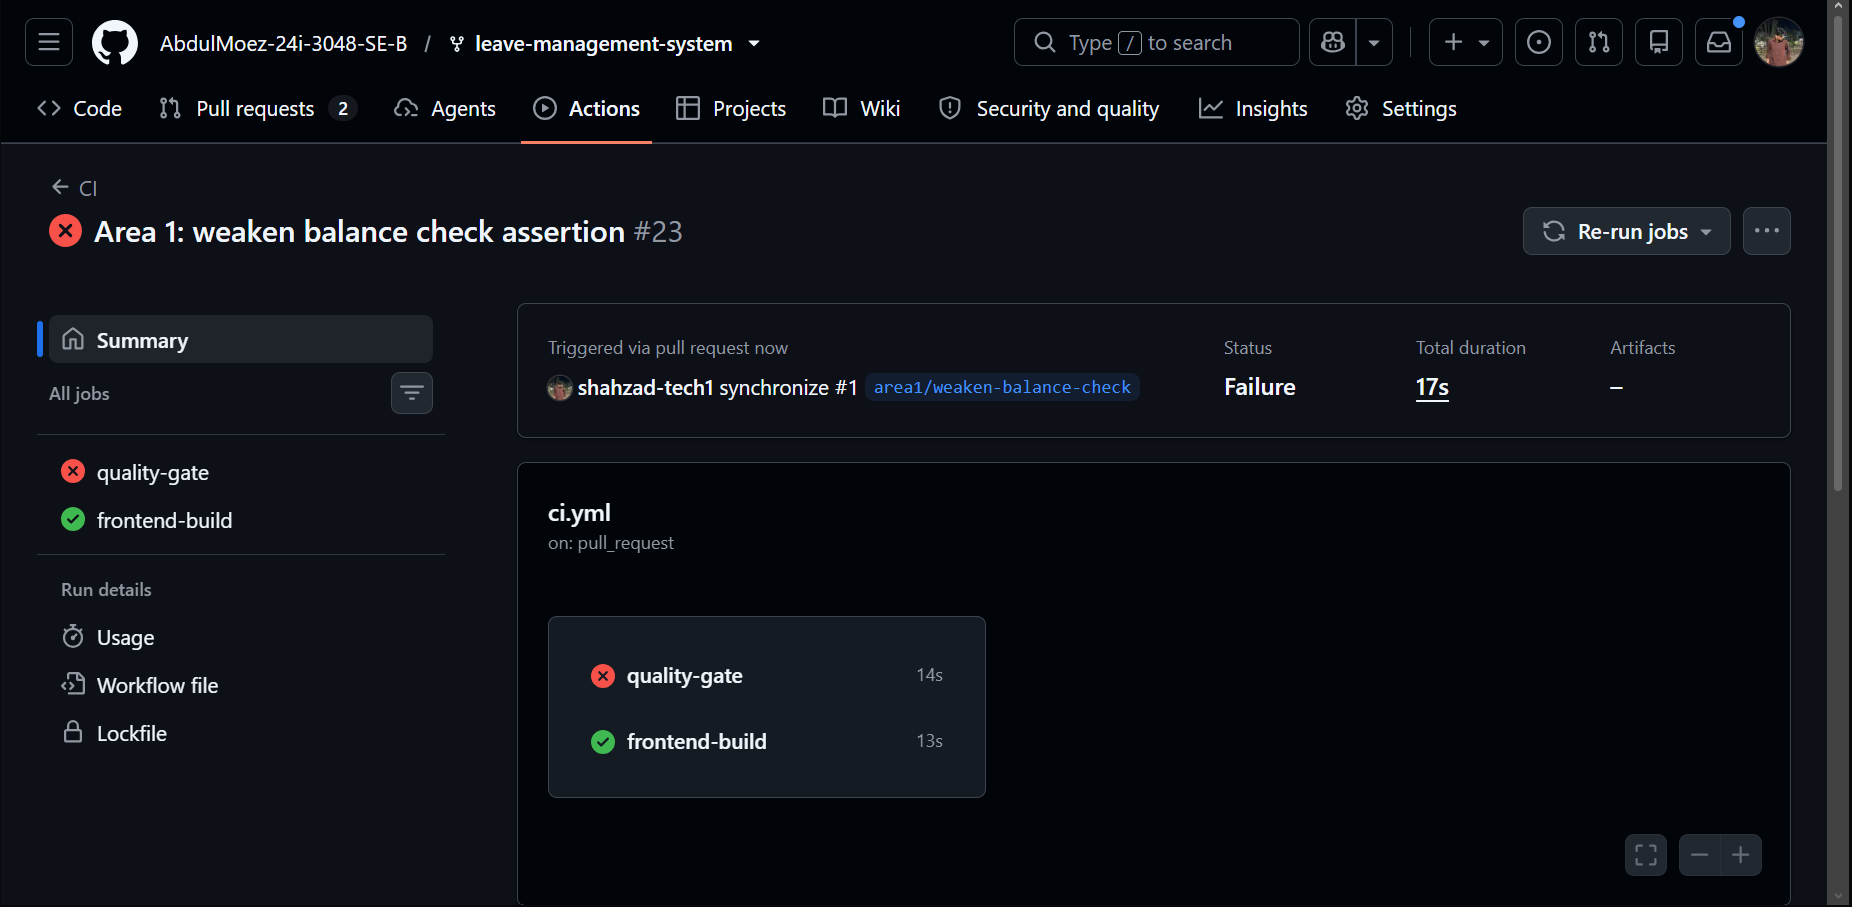 AbdulMoez-24i-3048-SE-B / leave-management-system
Type / to search
Code
Pull requests 2
Agents
Actions
Projects
Wiki
Security and quality
Insights
Settings
CI
Area 1: weaken balance check assertion #23
Re-run jobs
Summary
All jobs
quality-gate
frontend-build
Run details
Usage
Workflow file
Lockfile
Triggered via pull request now
shahzad-tech1 synchronize #1 area1/weaken-balance-check
Status
Failure
Total duration
17s
Artifacts
–
ci.yml
on: pull_request
quality-gate 14s
frontend-build 13s